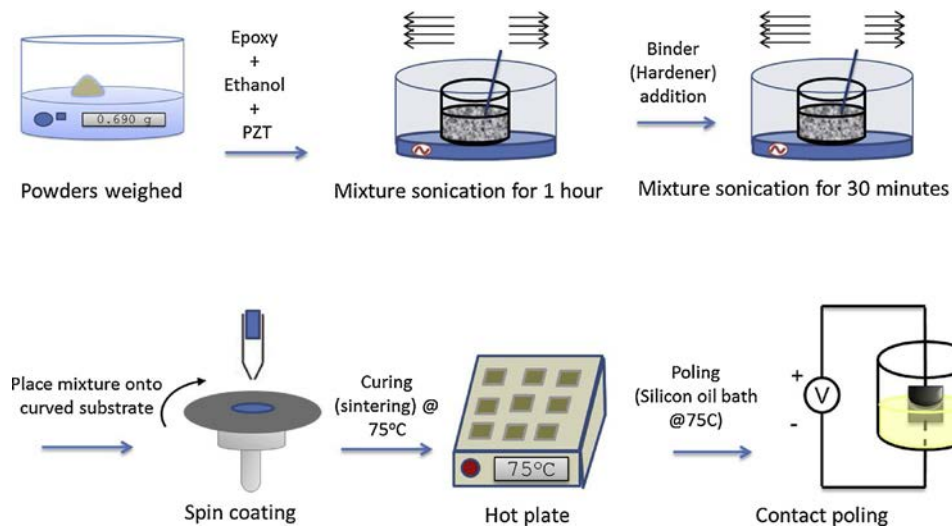 Epoxy
+
Ethanol
+
PZT
0.690 g
Powders weighed
Mixture sonication for 1 hour
Binder
(Hardener)
addition
Mixture sonication for 30 minutes
Place mixture onto
curved substrate
Spin coating
Curing
(sintering) @
75°C
75°C
Hot plate
Poling
(Silicon oil bath
@75C)
+
V
-
Contact poling